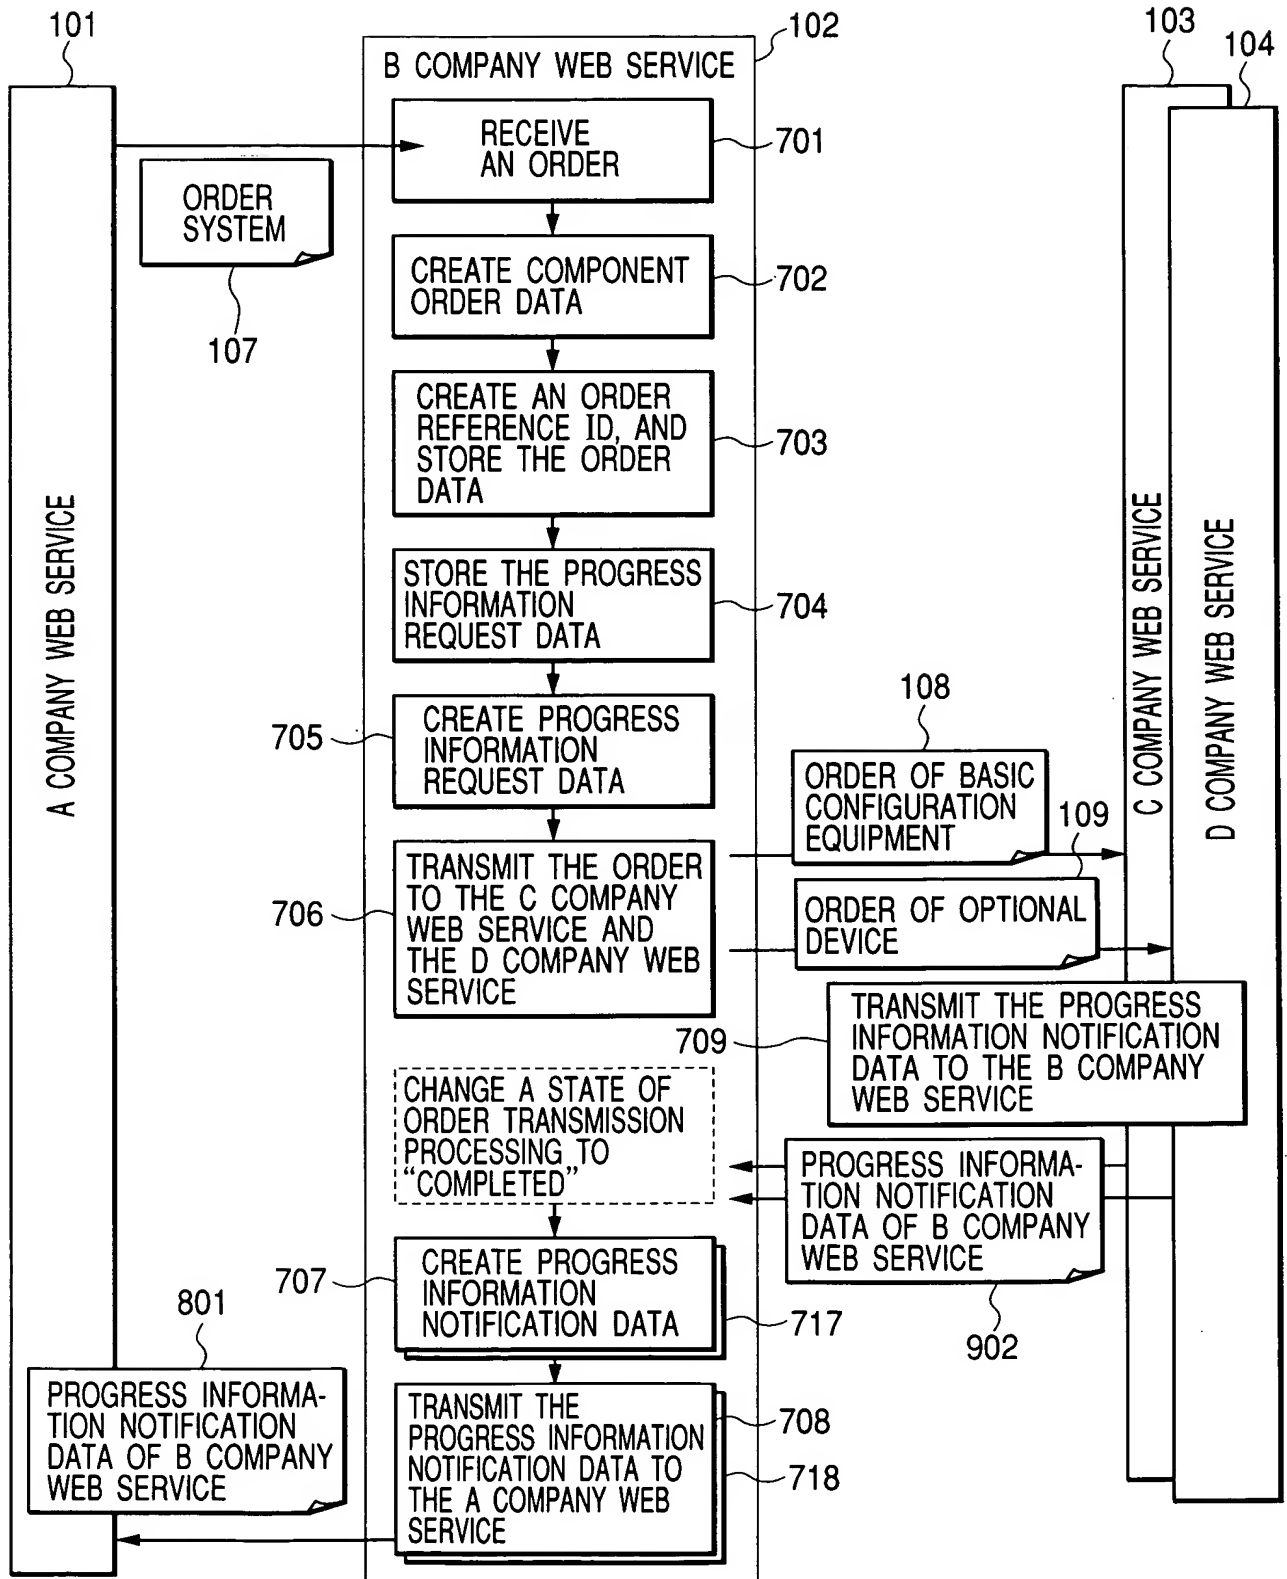 101
102
103
104
B COMPANY WEB SERVICE
RECEIVE
AN ORDER
701
ORDER
SYSTEM
107
CREATE COMPONENT
ORDER DATA
702
CREATE AN ORDER
REFERENCE ID, AND
STORE THE ORDER
DATA
703
A COMPANY WEB SERVICE
C COMPANY WEB SERVICE
D COMPANY WEB SERVICE
STORE THE PROGRESS
INFORMATION
REQUEST DATA
704
705
CREATE PROGRESS
INFORMATION
REQUEST DATA
108
ORDER OF BASIC
CONFIGURATION
EQUIPMENT
109
706
TRANSMIT THE ORDER
TO THE C COMPANY
WEB SERVICE AND
THE D COMPANY WEB
SERVICE
ORDER OF OPTIONAL
DEVICE
709
TRANSMIT THE PROGRESS
INFORMATION NOTIFICATION
DATA TO THE B COMPANY
WEB SERVICE
CHANGE A STATE OF
ORDER TRANSMISSION
PROCESSING TO
“COMPLETED”
PROGRESS INFORMA-
TION NOTIFICATION
DATA OF B COMPANY
WEB SERVICE
902
707
CREATE PROGRESS
INFORMATION
NOTIFICATION DATA
717
801
PROGRESS INFORMA-
TION NOTIFICATION
DATA OF B COMPANY
WEB SERVICE
TRANSMIT THE
PROGRESS INFORMATION
NOTIFICATION DATA TO
THE A COMPANY WEB
SERVICE
708
718